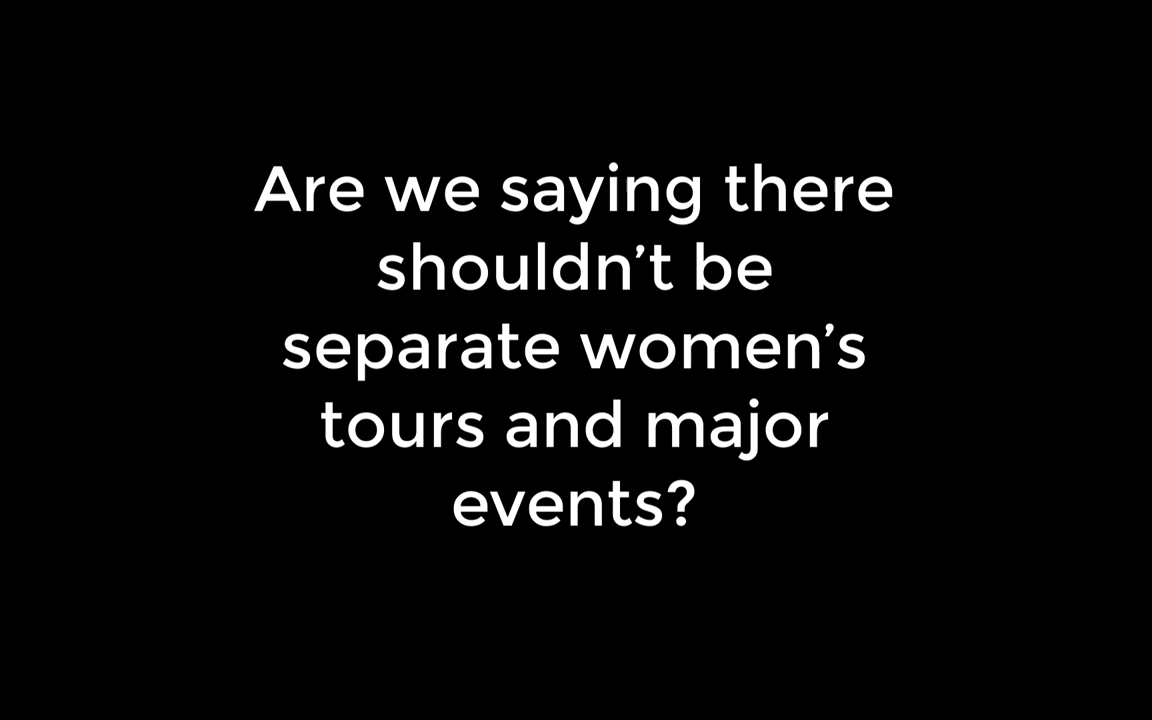 Are we saying there
shouldn’t be
separate women’s
tours and major
events?